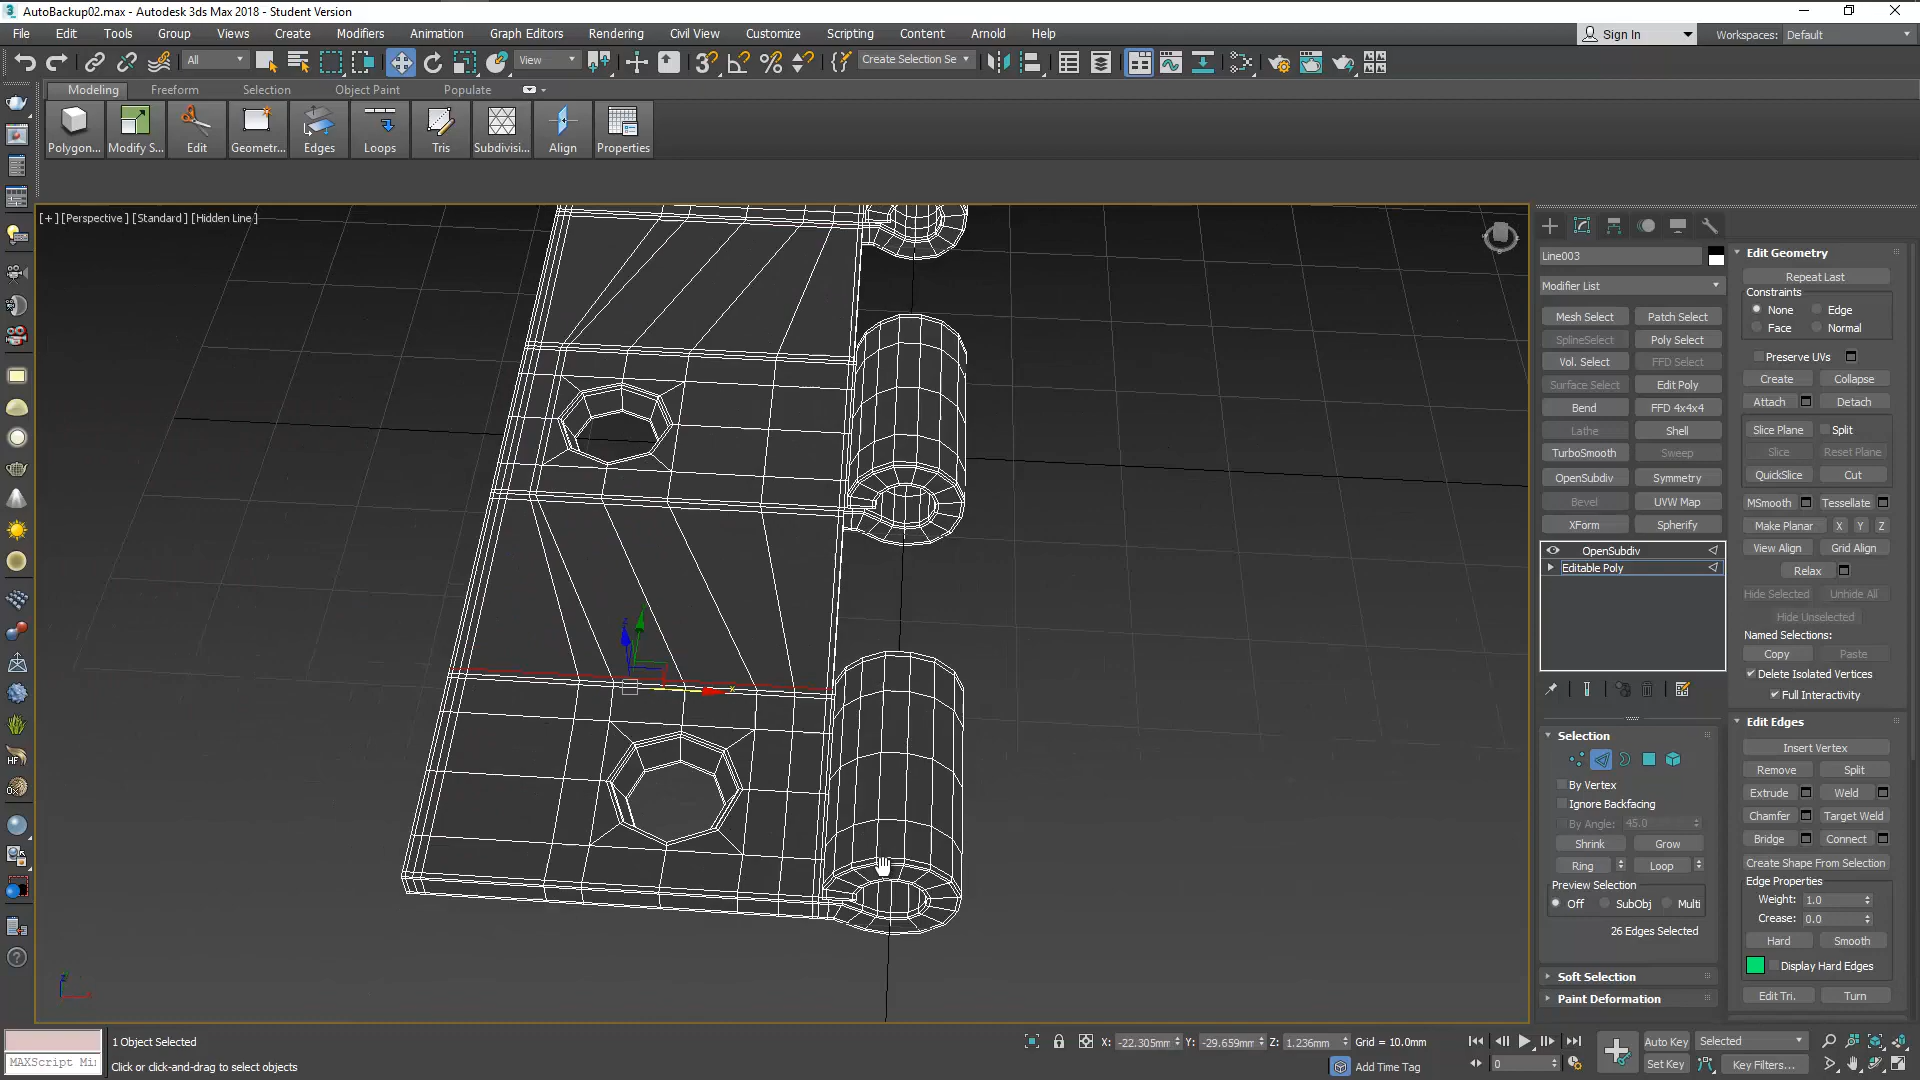 AutoBackup02.max - Autodesk 3ds Max 2018 - Student Version
File Edit Tools Group Views Create Modifiers Animation Graph Editors Rendering Civil View Customize Scripting Content Arnold Help
Sign In Workspaces: Default
All View Create Selection Se
Modeling Freeform Selection Object Paint Populate
Polygon... Modify S... Edit Geometr... Edges Loops Tris Subdivisi... Align Properties
[+] [Perspective] [Standard] [Hidden Line]
Line003
Modifier List
Mesh Select Patch Select
SplineSelect Poly Select
Vol. Select FFD Select
Surface Select Edit Poly
Bend FFD 4x4x4
Lathe Shell
TurboSmooth Sweep
OpenSubdiv Symmetry
Bevel UVW Map
XForm Spherify
OpenSubdiv
Editable Poly
Selection
By Vertex
Ignore Backfacing
By Angle: 45.0
Shrink Grow
Ring Loop
Preview Selection
Off SubObj Multi
26 Edges Selected
Soft Selection
Paint Deformation
Edit Geometry
Repeat Last
Constraints
None Edge
Face Normal
Preserve UVs
Create Collapse
Attach Detach
Slice Plane Split
Slice Reset Plane
QuickSlice Cut
MSmooth Tessellate
Make Planar X Y Z
View Align Grid Align
Relax
Hide Selected Unhide All
Hide Unselected
Named Selections:
Copy Paste
Delete Isolated Vertices
Full Interactivity
Edit Edges
Insert Vertex
Remove Split
Extrude Weld
Chamfer Target Weld
Bridge Connect
Create Shape From Selection
Edge Properties
Weight: 1.0
Crease: 0.0
Hard Smooth
Display Hard Edges
Edit Tri. Turn
1 Object Selected
X: -22.305mm Y: -29.659mm Z: 1.236mm Grid = 10.0mm
Auto Key Selected
MAXScript Mi
Click or click-and-drag to select objects
Add Time Tag
0
Set Key Key Filters...